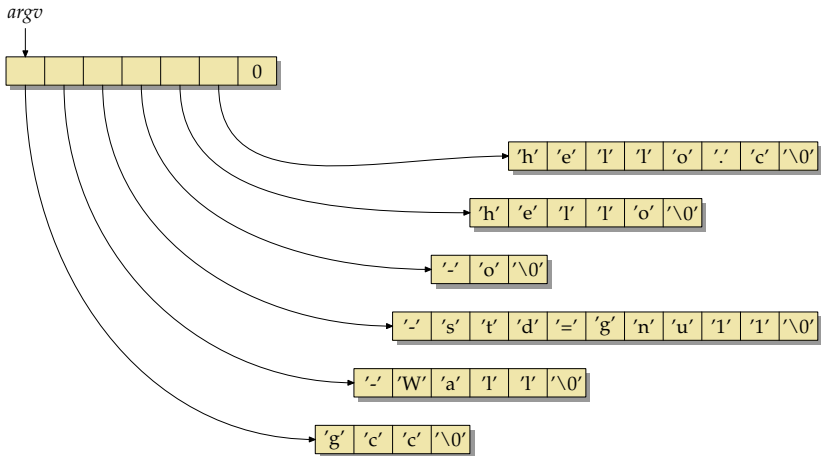 argv
0
'h' 'e' 'l' 'l' 'o' '.' 'c' '\0'
'h' 'e' 'l' 'l' 'o' '\0'
'-' 'o' '\0'
'-' 's' 't' 'd' '=' 'g' 'n' 'u' '1' '1' '\0'
'-' 'W' 'a' 'l' 'l' '\0'
'g' 'c' 'c' '\0'